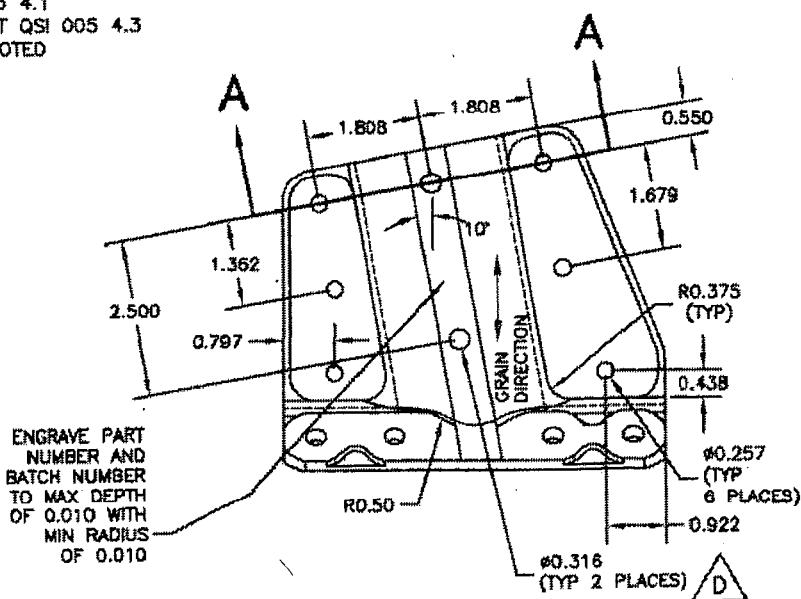 4.1
T QSI 005 4.3
OTED
A
A
1.808
1.808
0.550
1.679
10°
1.362
2.500
0.797
GRAIN
DIRECTION
R0.375
(TYP)
0.438
ENGRAVE PART
NUMBER AND
BATCH NUMBER
TO MAX DEPTH
OF 0.010 WITH
MIN RADIUS
OF 0.010
R0.50
ø0.257
(TYP
6 PLACES)
0.922
ø0.316
(TYP 2 PLACES)
D